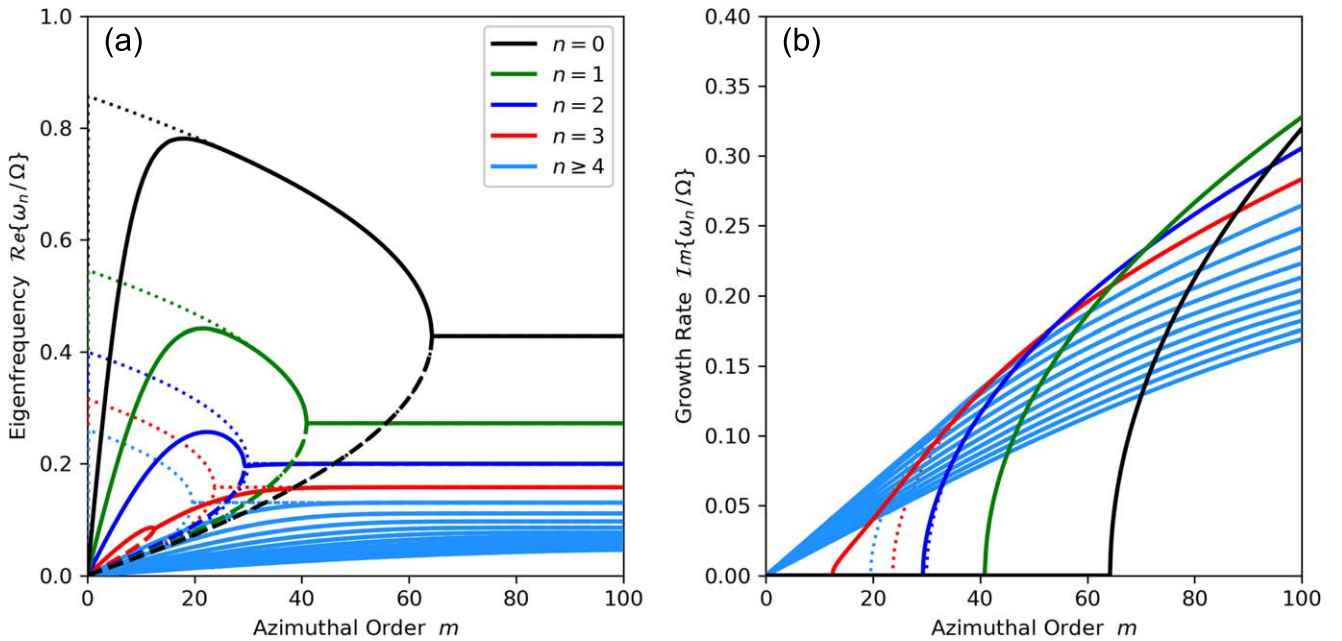 (a)
n = 0
n = 1
n = 2
n = 3
n ≥ 4
1.0
0.8
0.6
0.4
0.2
0.0
Eigenfrequency Re{ωₙ/Ω}
0 20 40 60 80 100
Azimuthal Order m
(b)
0.40
0.35
0.30
0.25
0.20
0.15
0.10
0.05
0.00
Growth Rate Im{ωₙ/Ω}
0 20 40 60 80 100
Azimuthal Order m